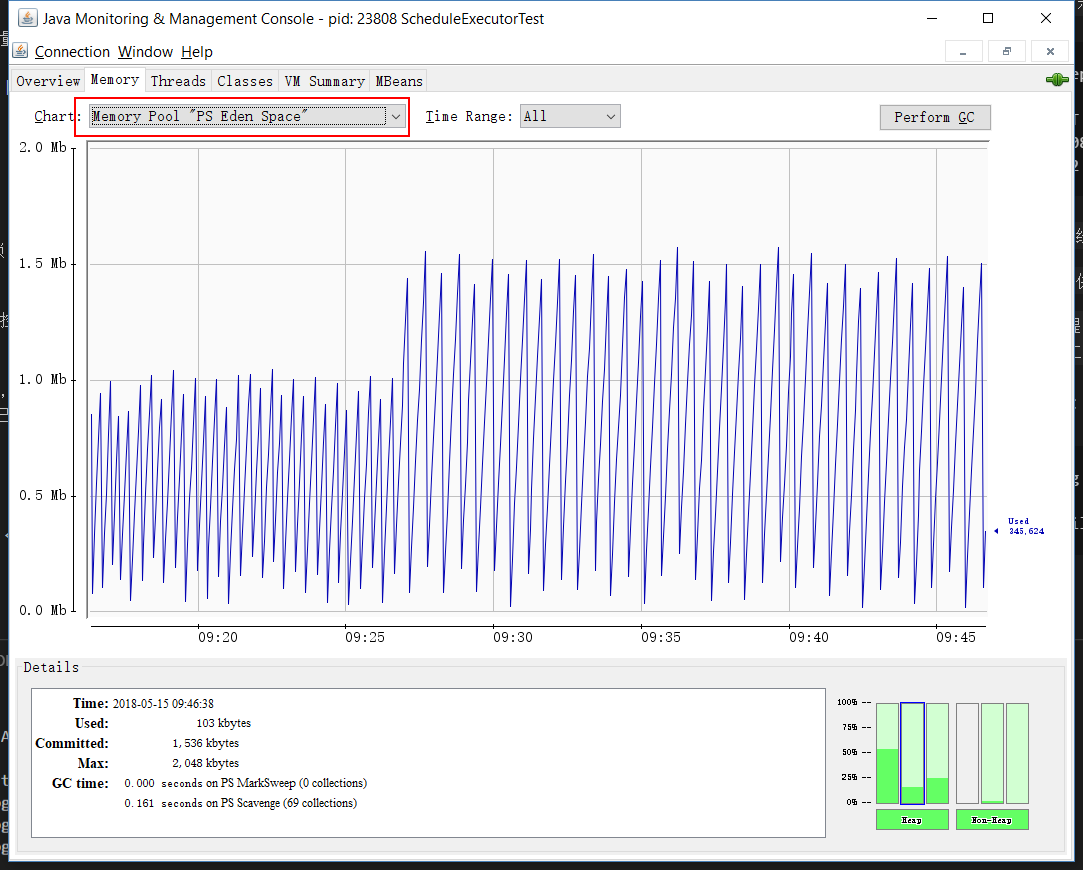 Java Monitoring & Management Console - pid: 23808 ScheduleExecutorTest
Connection Window Help
Overview Memory Threads Classes VM Summary MBeans
Chart: Memory Pool "PS Eden Space" Time Range: All Perform GC
2.0 Mb
1.5 Mb
1.0 Mb
0.5 Mb
0.0 Mb
Used
345,624
09:20 09:25 09:30 09:35 09:40 09:45
Details
Time: 2018-05-15 09:46:38
Used: 103 kbytes
Committed: 1,536 kbytes
Max: 2,048 kbytes
GC time: 0.000 seconds on PS MarkSweep (0 collections)
0.161 seconds on PS Scavenge (69 collections)
100% --
75% --
50% --
25% --
0% --
Heap Non-Heap